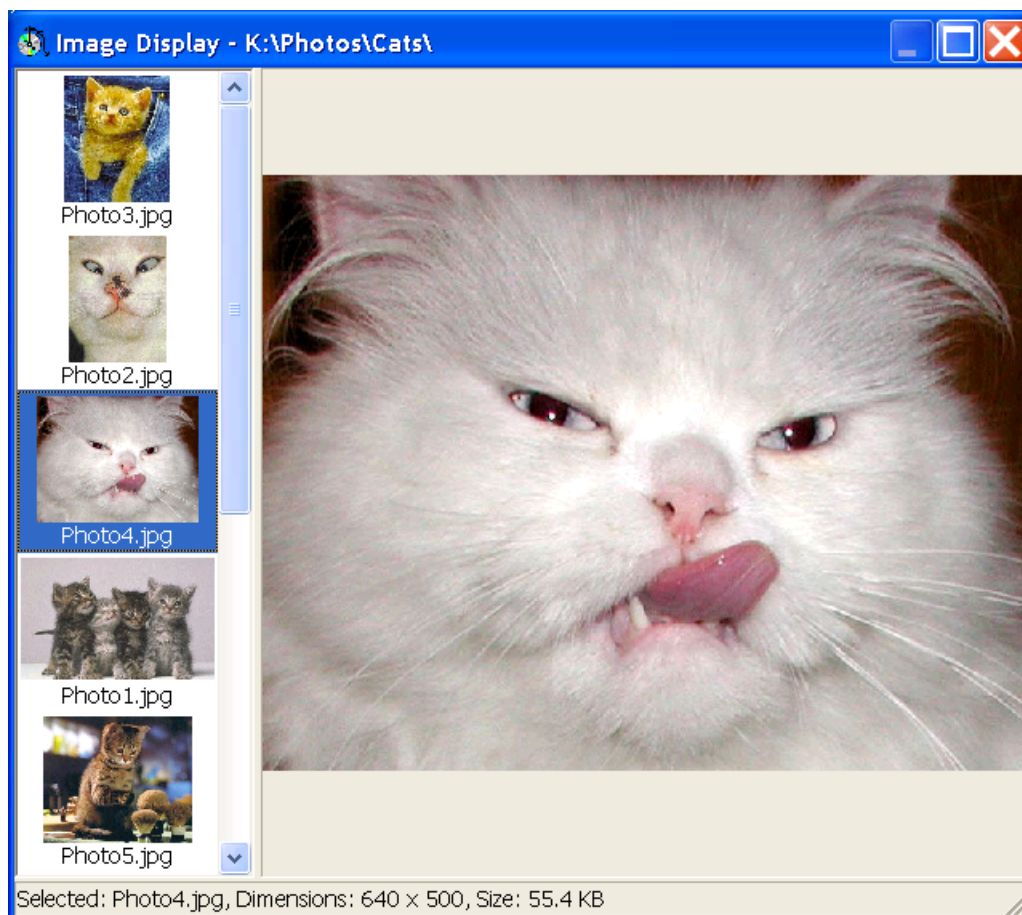 Image Display - K:\Photos\Cats\
Photo3.jpg
Photo2.jpg
Photo4.jpg
Photo1.jpg
Photo5.jpg
Selected: Photo4.jpg, Dimensions: 640 x 500, Size: 55.4 KB